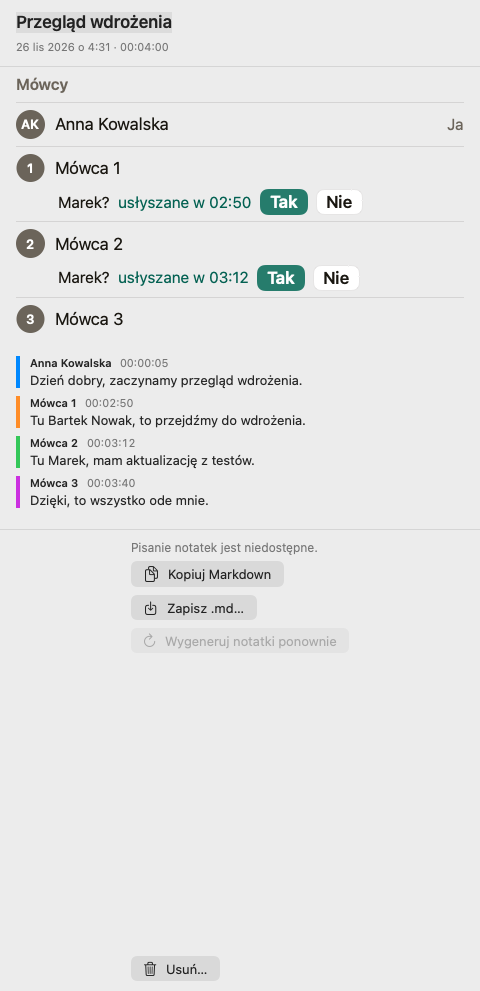 Przegląd wdrożenia
26 lis 2026 o 4:31 · 00:04:00
Mówcy
AK Anna Kowalska Ja
1 Mówca 1
Marek? usłyszane w 02:50 Tak Nie
2 Mówca 2
Marek? usłyszane w 03:12 Tak Nie
3 Mówca 3
Anna Kowalska 00:00:05
Dzień dobry, zaczynamy przegląd wdrożenia.
Mówca 1 00:02:50
Tu Bartek Nowak, to przejdźmy do wdrożenia.
Mówca 2 00:03:12
Tu Marek, mam aktualizację z testów.
Mówca 3 00:03:40
Dzięki, to wszystko ode mnie.
Pisanie notatek jest niedostępne.
Kopiuj Markdown
Zapisz .md...
Wygeneruj notatki ponownie
Usuń...